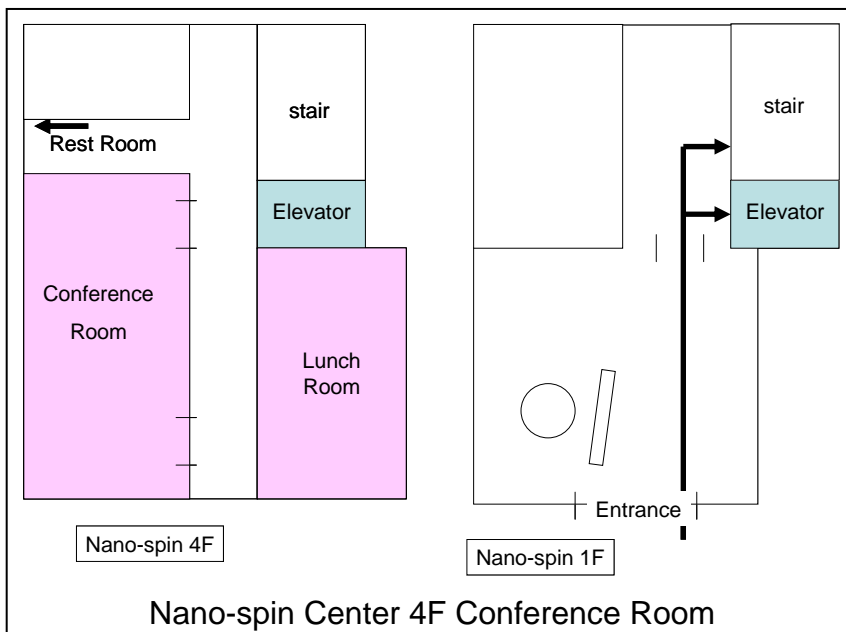 stair
Rest Room
Elevator
Conference
Room
Lunch
Room
Nano-spin 4F
stair
Elevator
Entrance
Nano-spin 1F
Nano-spin Center 4F Conference Room